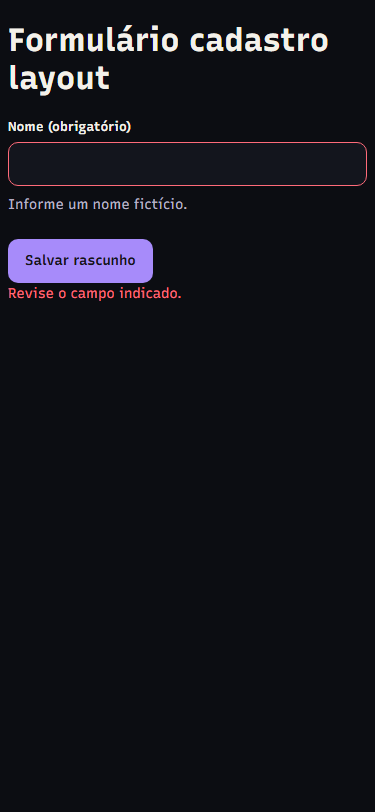 Formulário cadastro
layout
Nome (obrigatório)
Informe um nome fictício.
Salvar rascunho
Revise o campo indicado.